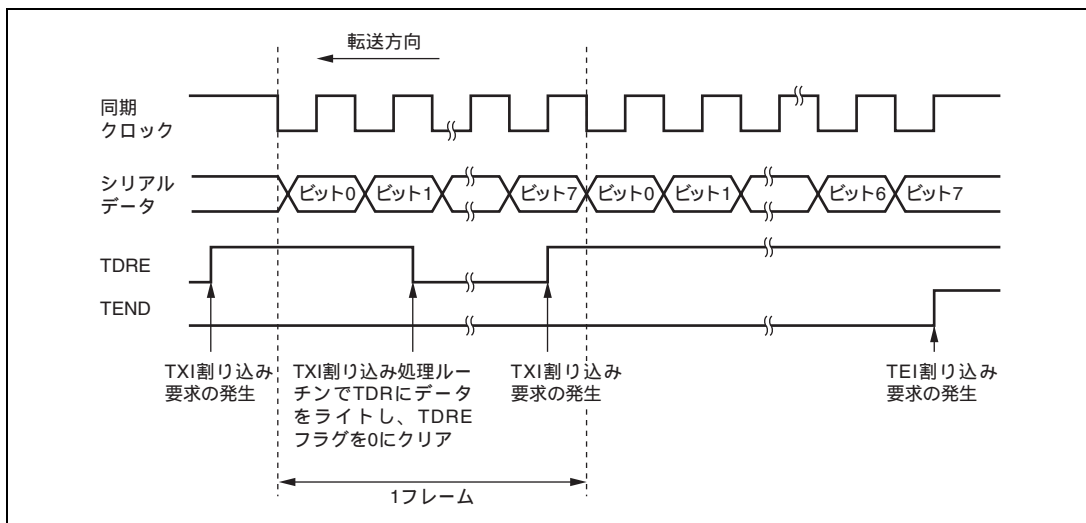 転送方向
同期
クロック
シリアル
データ
ビット0
ビット1
ビット7
ビット0
ビット1
ビット6
ビット7
TDRE
TEND
TXI割り込み
要求の発生
TXI割り込み処理ルー
チンでTDRにデータ
をライトし、TDRE
フラグを0にクリア
TXI割り込み
要求の発生
TEI割り込み
要求の発生
1フレーム